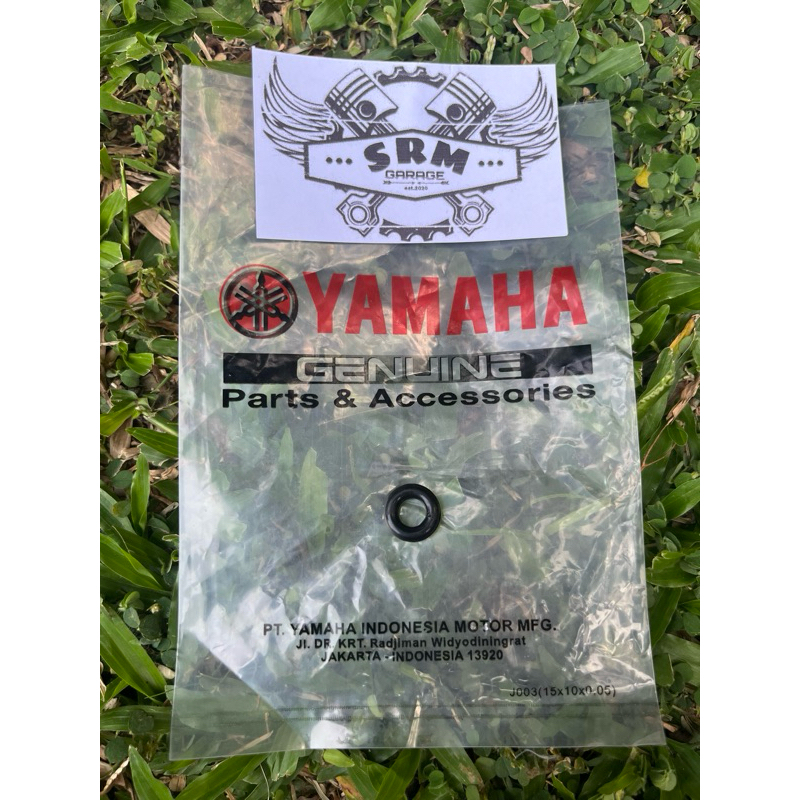 ... SRM ...
GARAGE
est.2020
YAMAHA
GENUINE
Parts & Accessories
PT. YAMAHA INDONESIA MOTOR MFG.
Jl. DR. KRT. Radjiman Widyodiningrat
JAKARTA - INDONESIA 13920
J003(15x10x0.05)